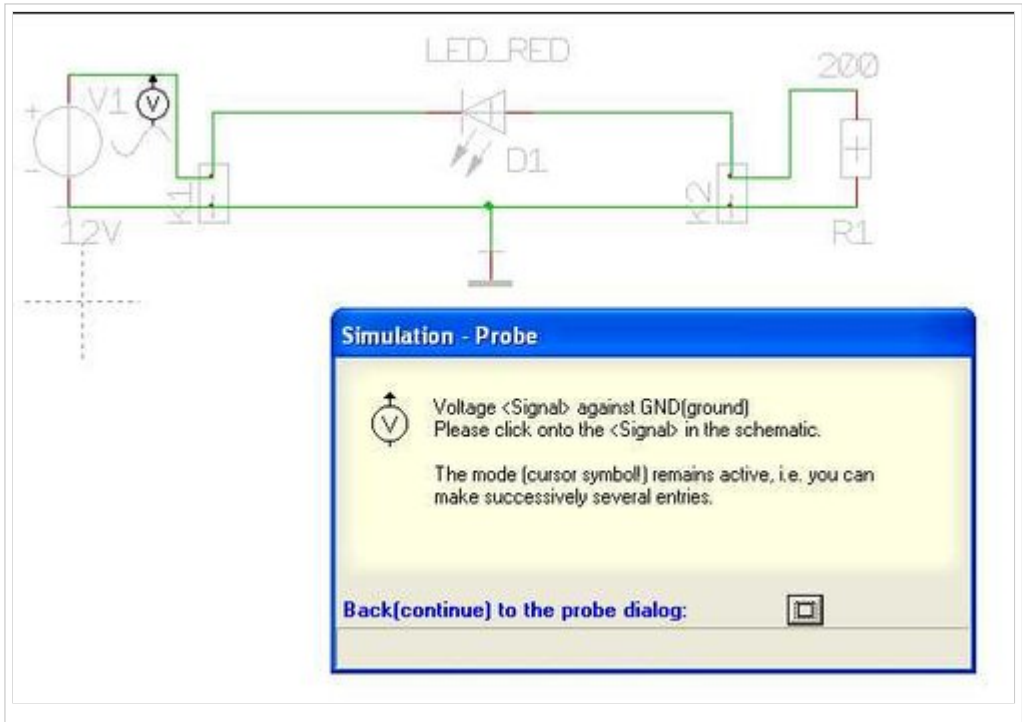 LED_RED
200
+
V1
V
-
D1
K1
K2
12V
R1
Simulation - Probe
V
Voltage <Signal> against GND(ground)
Please click onto the <Signal> in the schematic.
The mode (cursor symbol!) remains active, i.e. you can
make successively several entries.
Back(continue) to the probe dialog: